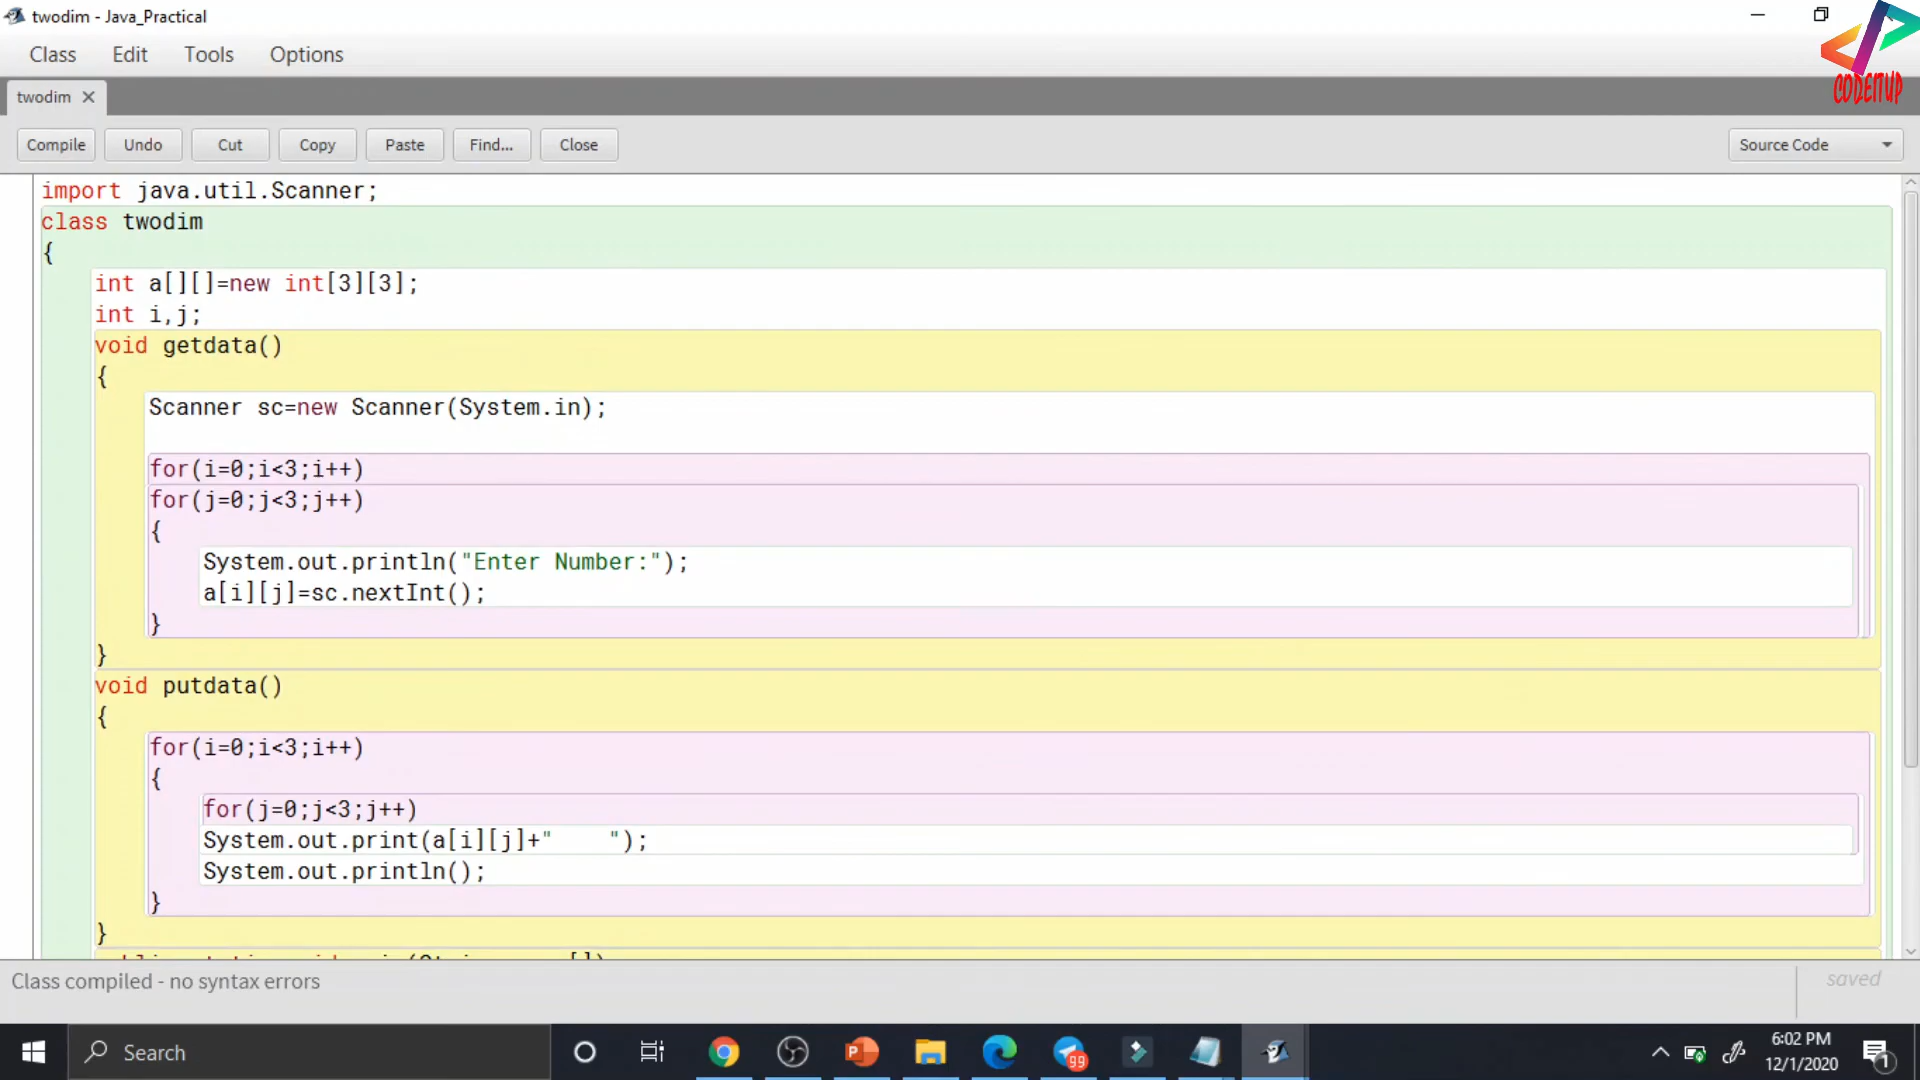 twodim - Java_Practical
Class Edit Tools Options
CODEITUP
twodim
Compile Undo Cut Copy Paste Find... Close Source Code
import java.util.Scanner;
class twodim
{
int a[][]=new int[3][3];
int i,j;
void getdata()
{
Scanner sc=new Scanner(System.in);
for(i=0;i<3;i++)
for(j=0;j<3;j++)
{
System.out.println("Enter Number:");
a[i][j]=sc.nextInt();
}
}
void putdata()
{
for(i=0;i<3;i++)
{
for(j=0;j<3;j++)
System.out.print(a[i][j]+"    ");
System.out.println();
}
}
Class compiled - no syntax errors
saved
Search
99
6:02 PM
12/1/2020
1